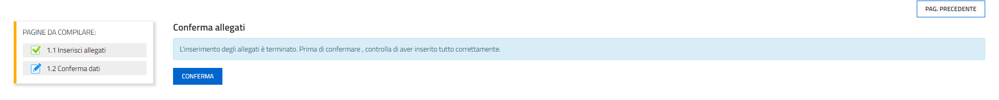 PAG. PRECEDENTE
PAGINE DA COMPILARE:
1.1 Inserisci allegati
1.2 Conferma dati
Conferma allegati
L'inserimento degli allegati è terminato. Prima di confermare , controlla di aver inserito tutto correttamente.
CONFERMA